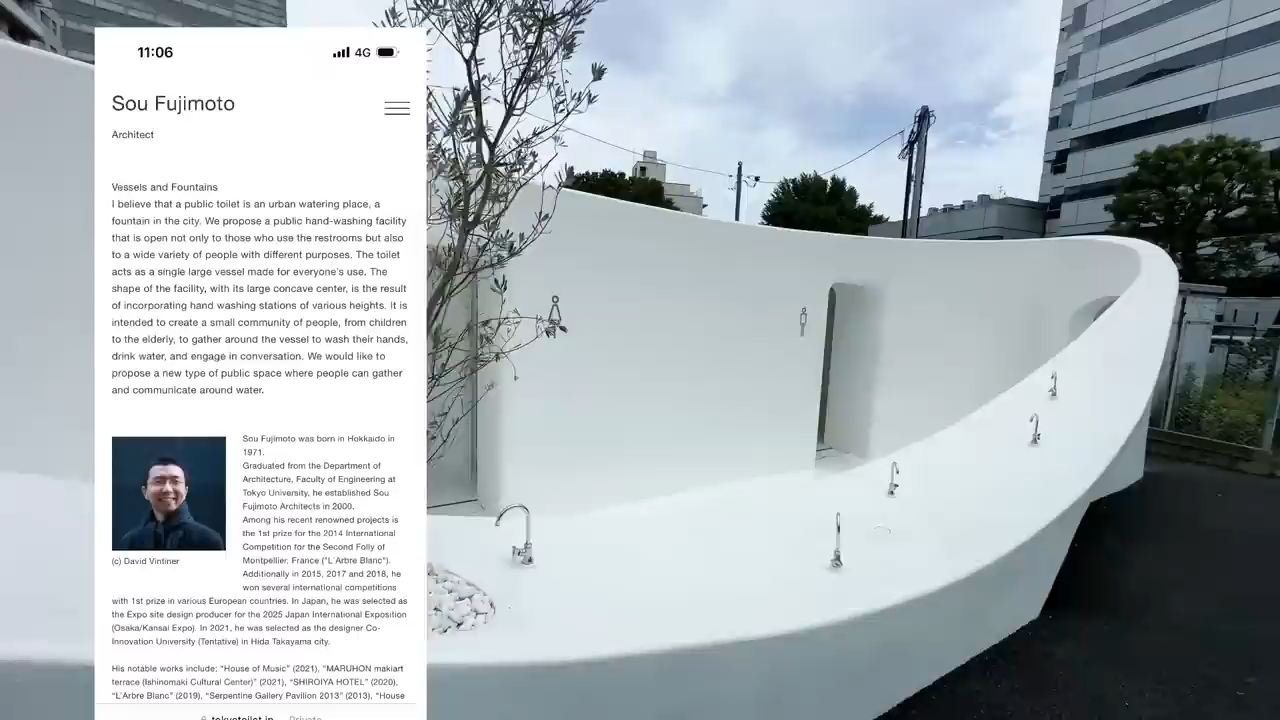 11:06
4G
Sou Fujimoto
Architect
Vessels and Fountains
I believe that a public toilet is an urban watering place, a
fountain in the city. We propose a public hand-washing facility
that is open not only to those who use the restrooms but also
to a wide variety of people with different purposes. The toilet
acts as a single large vessel made for everyone's use. The
shape of the facility, with its large concave center, is the result
of incorporating hand washing stations of various heights. It is
intended to create a small community of people, from children
to the elderly, to gather around the vessel to wash their hands,
drink water, and engage in conversation. We would like to
propose a new type of public space where people can gather
and communicate around water.
Sou Fujimoto was born in Hokkaido in
1971.
Graduated from the Department of
Architecture, Faculty of Engineering at
Tokyo University, he established Sou
Fujimoto Architects in 2000.
Among his recent renowned projects is
the 1st prize for the 2014 International
Competition for the Second Folly of
Montpellier, France ("L'Arbre Blanc").
Additionally in 2015, 2017 and 2018, he
won several international competitions
(c) David Vintiner
with 1st prize in various European countries. In Japan, he was selected as
the Expo site design producer for the 2025 Japan International Exposition
(Osaka/Kansai Expo). In 2021, he was selected as the designer Co-
Innovation University (Tentative) in Hida Takayama city.
His notable works include; "House of Music" (2021), "MARUHON makiart
terrace (Ishinomaki Cultural Center)" (2021), "SHIROIYA HOTEL" (2020),
"L'Arbre Blanc" (2019), "Serpentine Gallery Pavilion 2013" (2013), "House
tokyotoilet.jp — Private